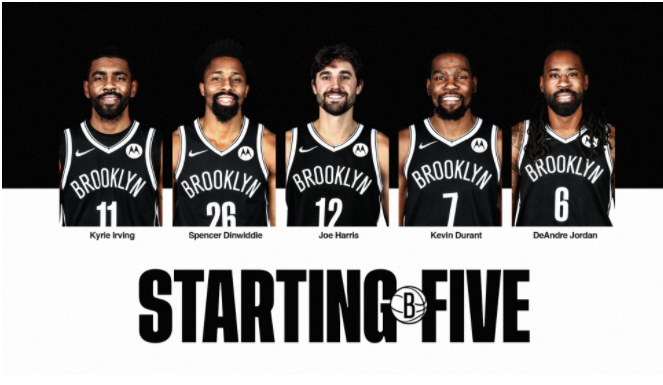 BROOKLYN BROOKLYN BROOKLYN BROOKLYN BROOKLYN
11 26 12 7 6
Kyrie Irving Spencer Dinwiddie Joe Harris Kevin Durant DeAndre Jordan
STARTING B FIVE